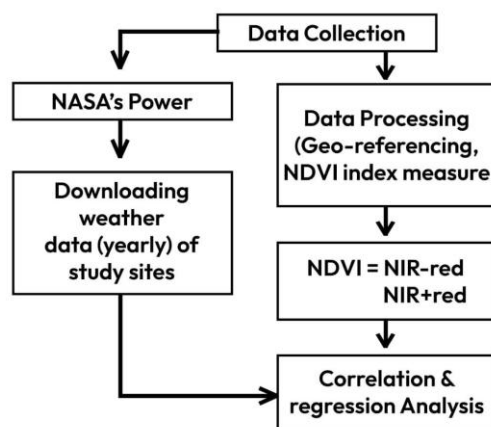 Data Collection
NASA's Power
Downloading
weather
data (yearly) of
study sites
Data Processing
(Geo-referencing,
NDVI index measure
NDVI = NIR-red
NIR+red
Correlation &
regression Analysis